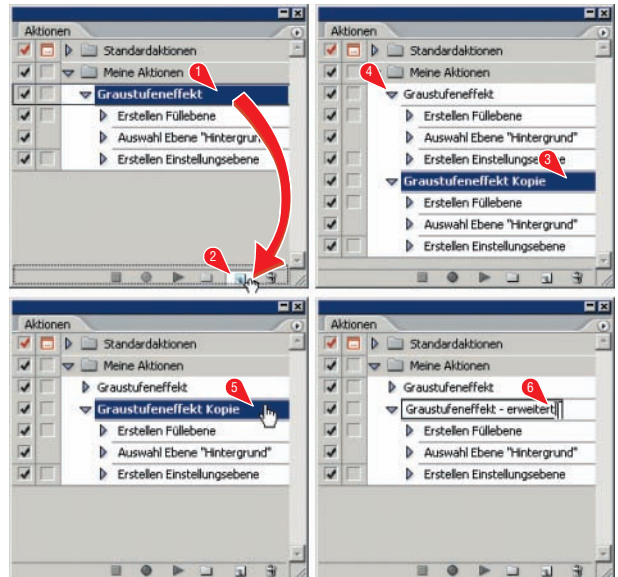 Aktionen
Standardaktionen
Meine Aktionen 1
Graustufeneffekt
Erstellen Füllebene
Auswahl Ebene "Hintergrun
Erstellen Einstellungsebene
2
Aktionen
Standardaktionen
4 Meine Aktionen
Graustufeneffekt
Erstellen Füllebene
Auswahl Ebene "Hintergrund"
Erstellen Einstellungsebene 3
Graustufeneffekt Kopie
Erstellen Füllebene
Auswahl Ebene "Hintergrund"
Erstellen Einstellungsebene
Aktionen
Standardaktionen
Meine Aktionen
Graustufeneffekt 5
Graustufeneffekt Kopie
Erstellen Füllebene
Auswahl Ebene "Hintergrund"
Erstellen Einstellungsebene
Aktionen
Standardaktionen
Meine Aktionen
Graustufeneffekt 6
Graustufeneffekt - erweitert
Erstellen Füllebene
Auswahl Ebene "Hintergrund"
Erstellen Einstellungsebene